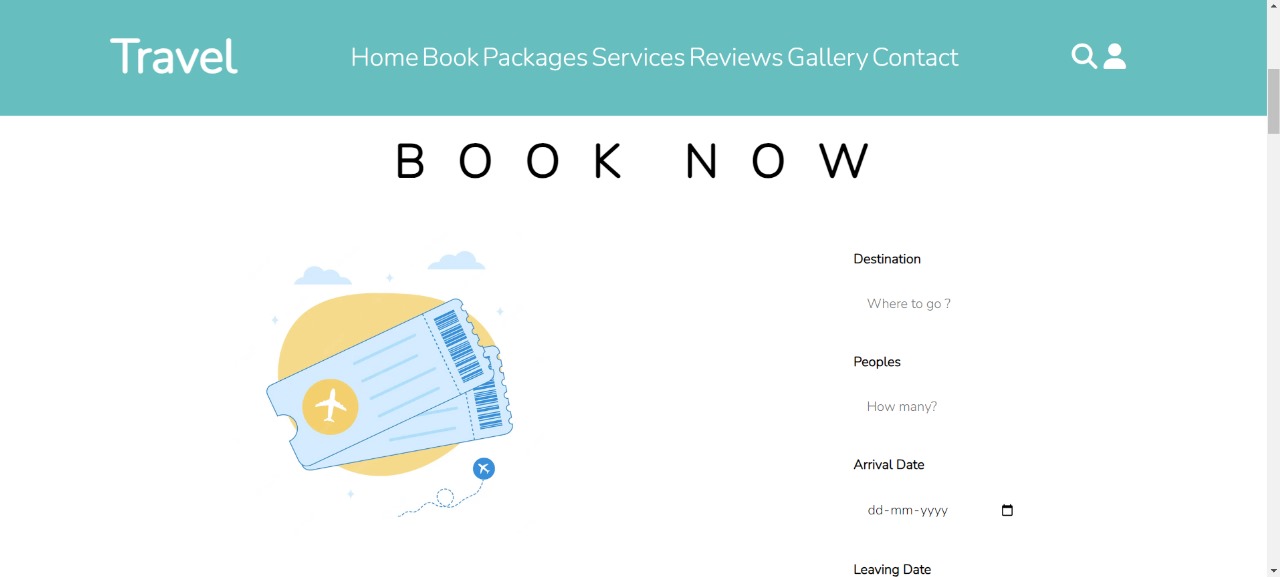 Travel
Home Book Packages Services Reviews Gallery Contact
BOOK NOW
Destination
Where to go ?
Peoples
How many?
Arrival Date
dd-mm-yyyy
Leaving Date